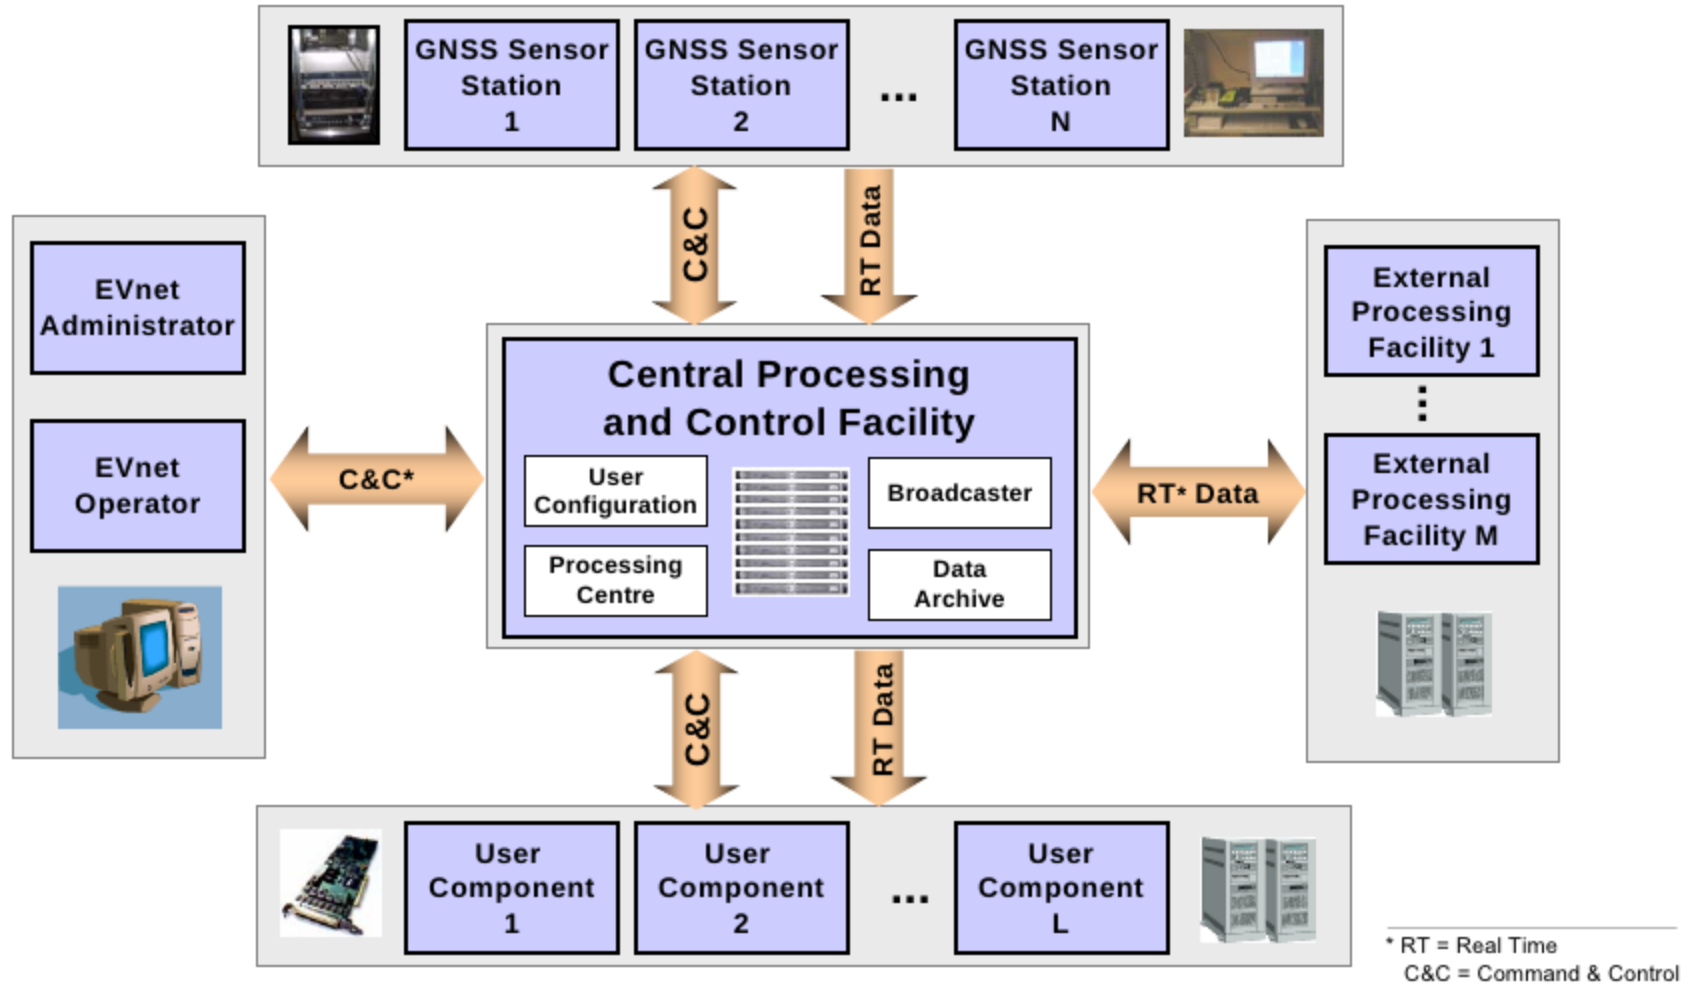 GNSS Sensor
Station
1
GNSS Sensor
Station
2
...
GNSS Sensor
Station
N
C&C
RT Data
EVnet
Administrator
EVnet
Operator
C&C*
Central Processing
and Control Facility
User
Configuration
Processing
Centre
Broadcaster
Data
Archive
RT* Data
External
Processing
Facility 1
...
External
Processing
Facility M
C&C
RT Data
User
Component
1
User
Component
2
...
User
Component
L
* RT = Real Time
C&C = Command & Control